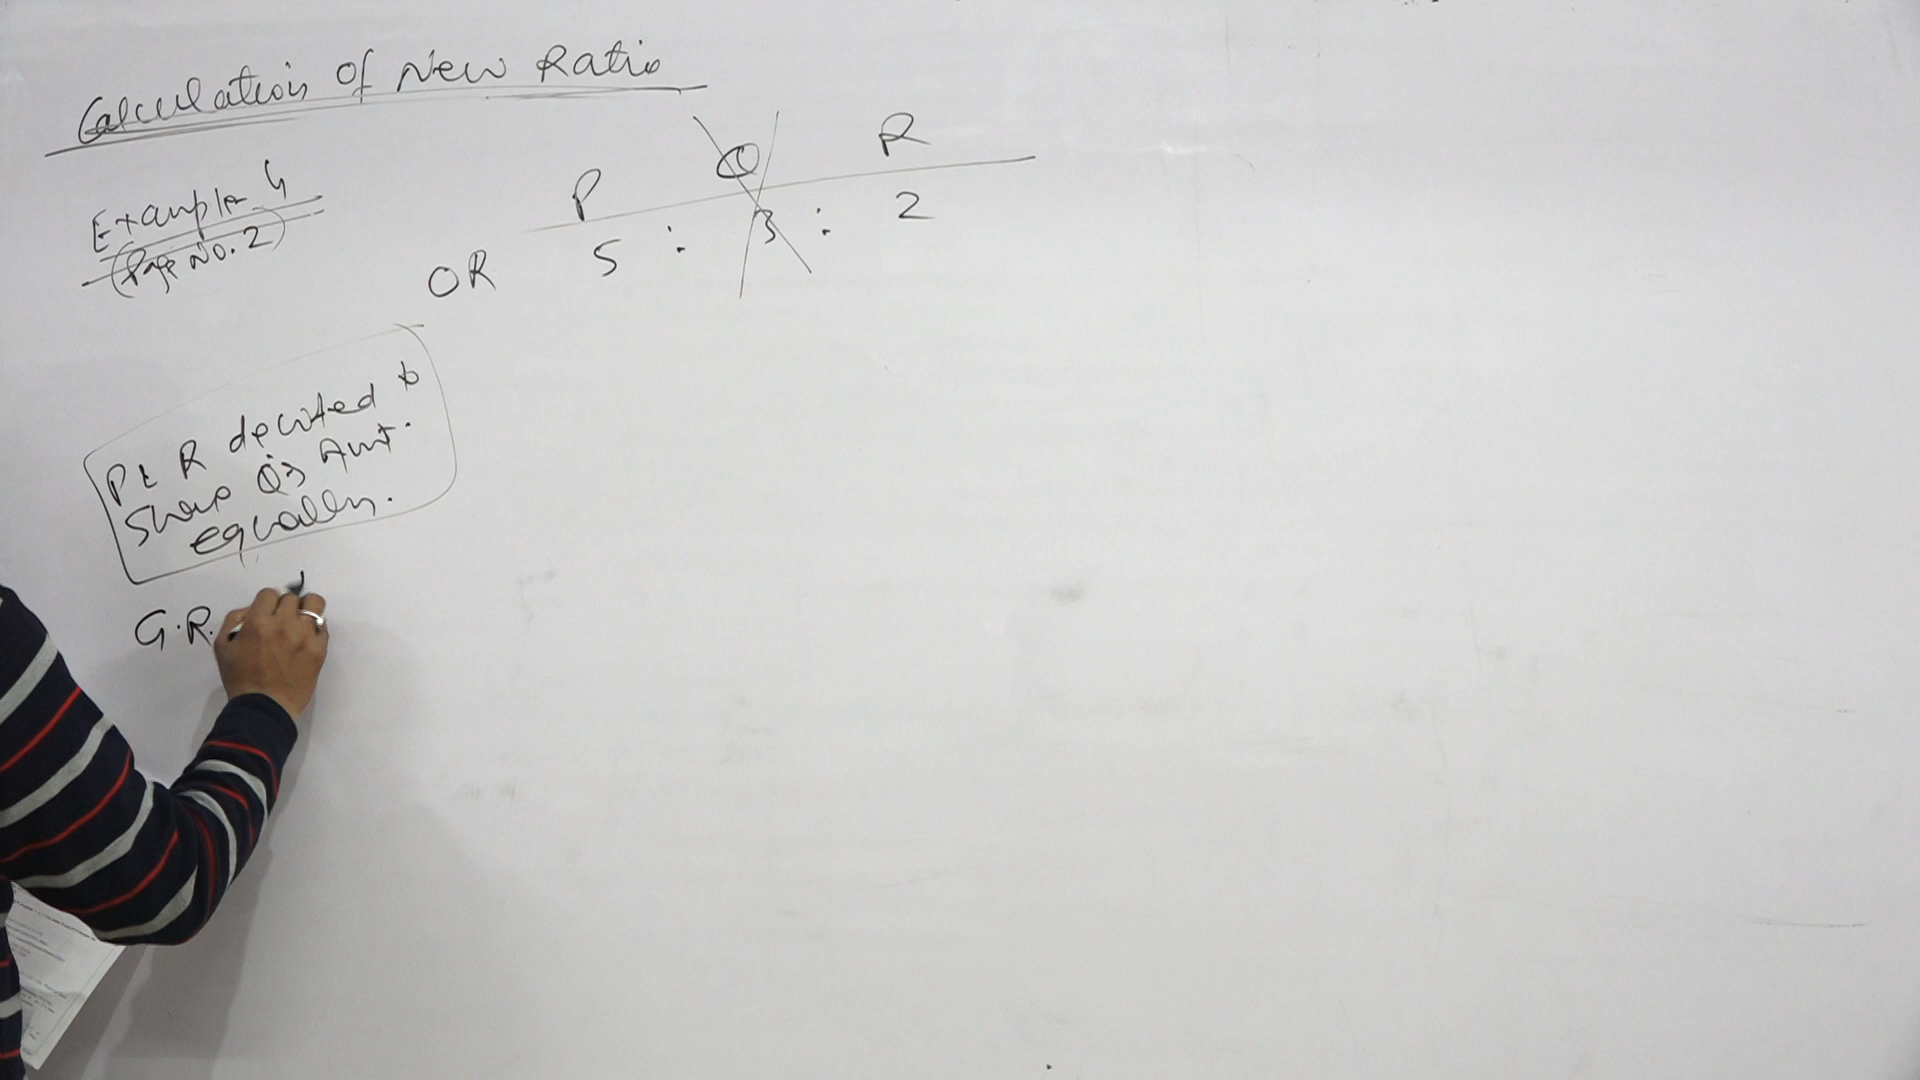 Calculation of New Ratio
Example 4
(Page No. 2)
P Q R
OR 5 : 3 : 2
P & R decided to
share Q's Amt.
equally.
G.R.